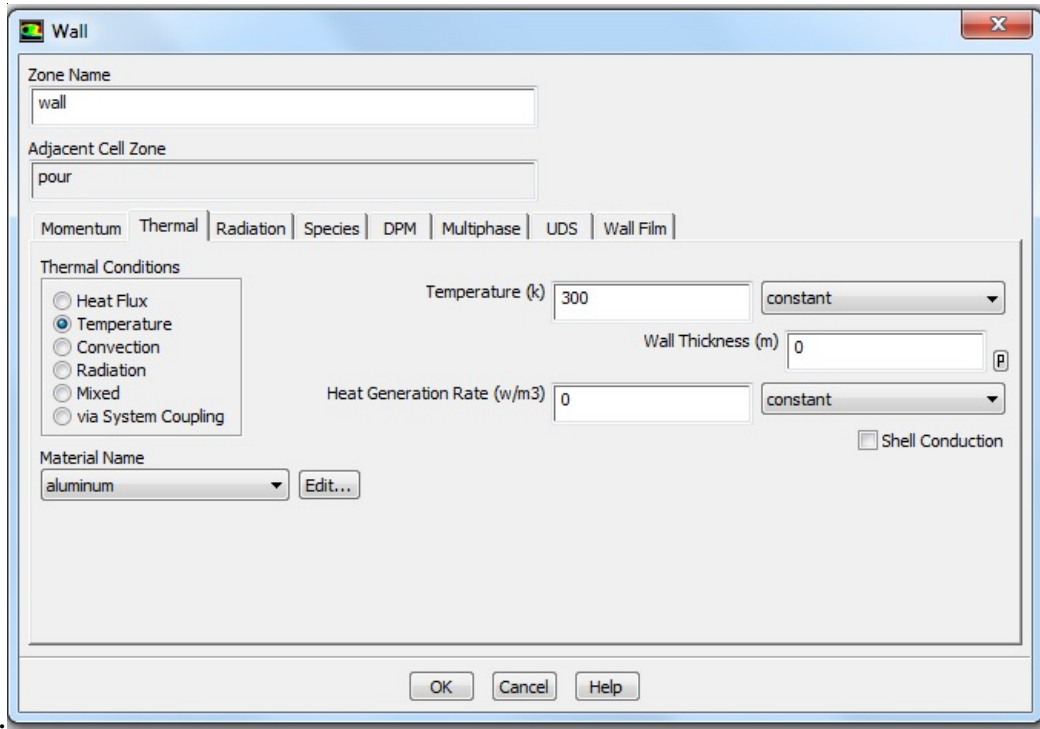 Wall
X
Zone Name
wall
Adjacent Cell Zone
pour
Momentum Thermal Radiation Species DPM Multiphase UDS Wall Film
Thermal Conditions
Heat Flux
Temperature
Convection
Radiation
Mixed
via System Coupling
Temperature (k) 300 constant
Wall Thickness (m) 0 P
Heat Generation Rate (w/m3) 0 constant
Shell Conduction
Material Name
aluminum Edit...
OK Cancel Help